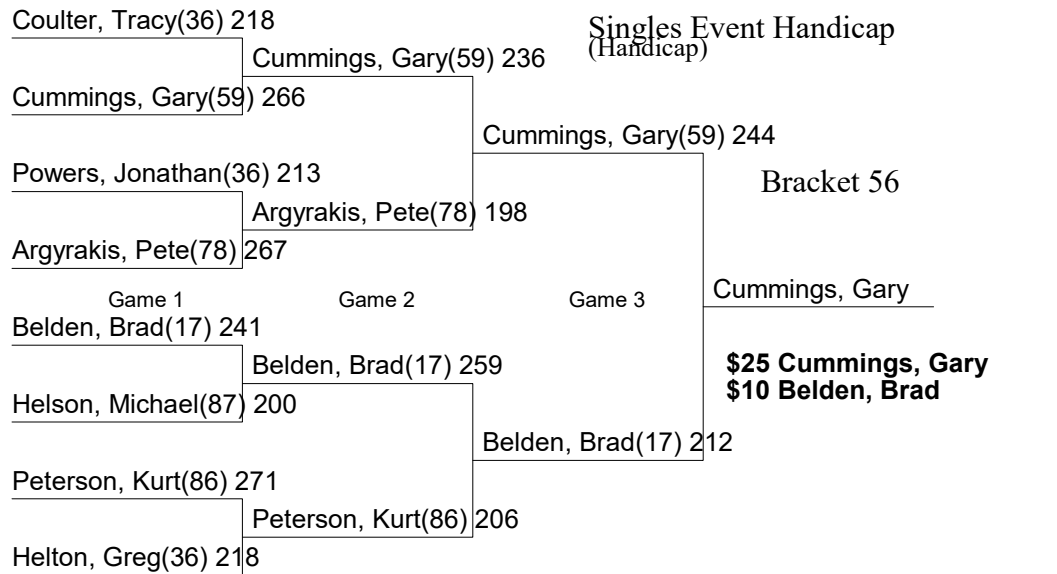 Coulter, Tracy(36) 218
Singles Event Handicap
(Handicap)
Cummings, Gary(59) 236
Cummings, Gary(59) 266
Cummings, Gary(59) 244
Powers, Jonathan(36) 213
Bracket 56
Argyrakis, Pete(78) 198
Argyrakis, Pete(78) 267
Game 1
Game 2
Game 3
Cummings, Gary
Belden, Brad(17) 241
Belden, Brad(17) 259
$25 Cummings, Gary
$10 Belden, Brad
Helson, Michael(87) 200
Belden, Brad(17) 212
Peterson, Kurt(86) 271
Peterson, Kurt(86) 206
Helton, Greg(36) 218